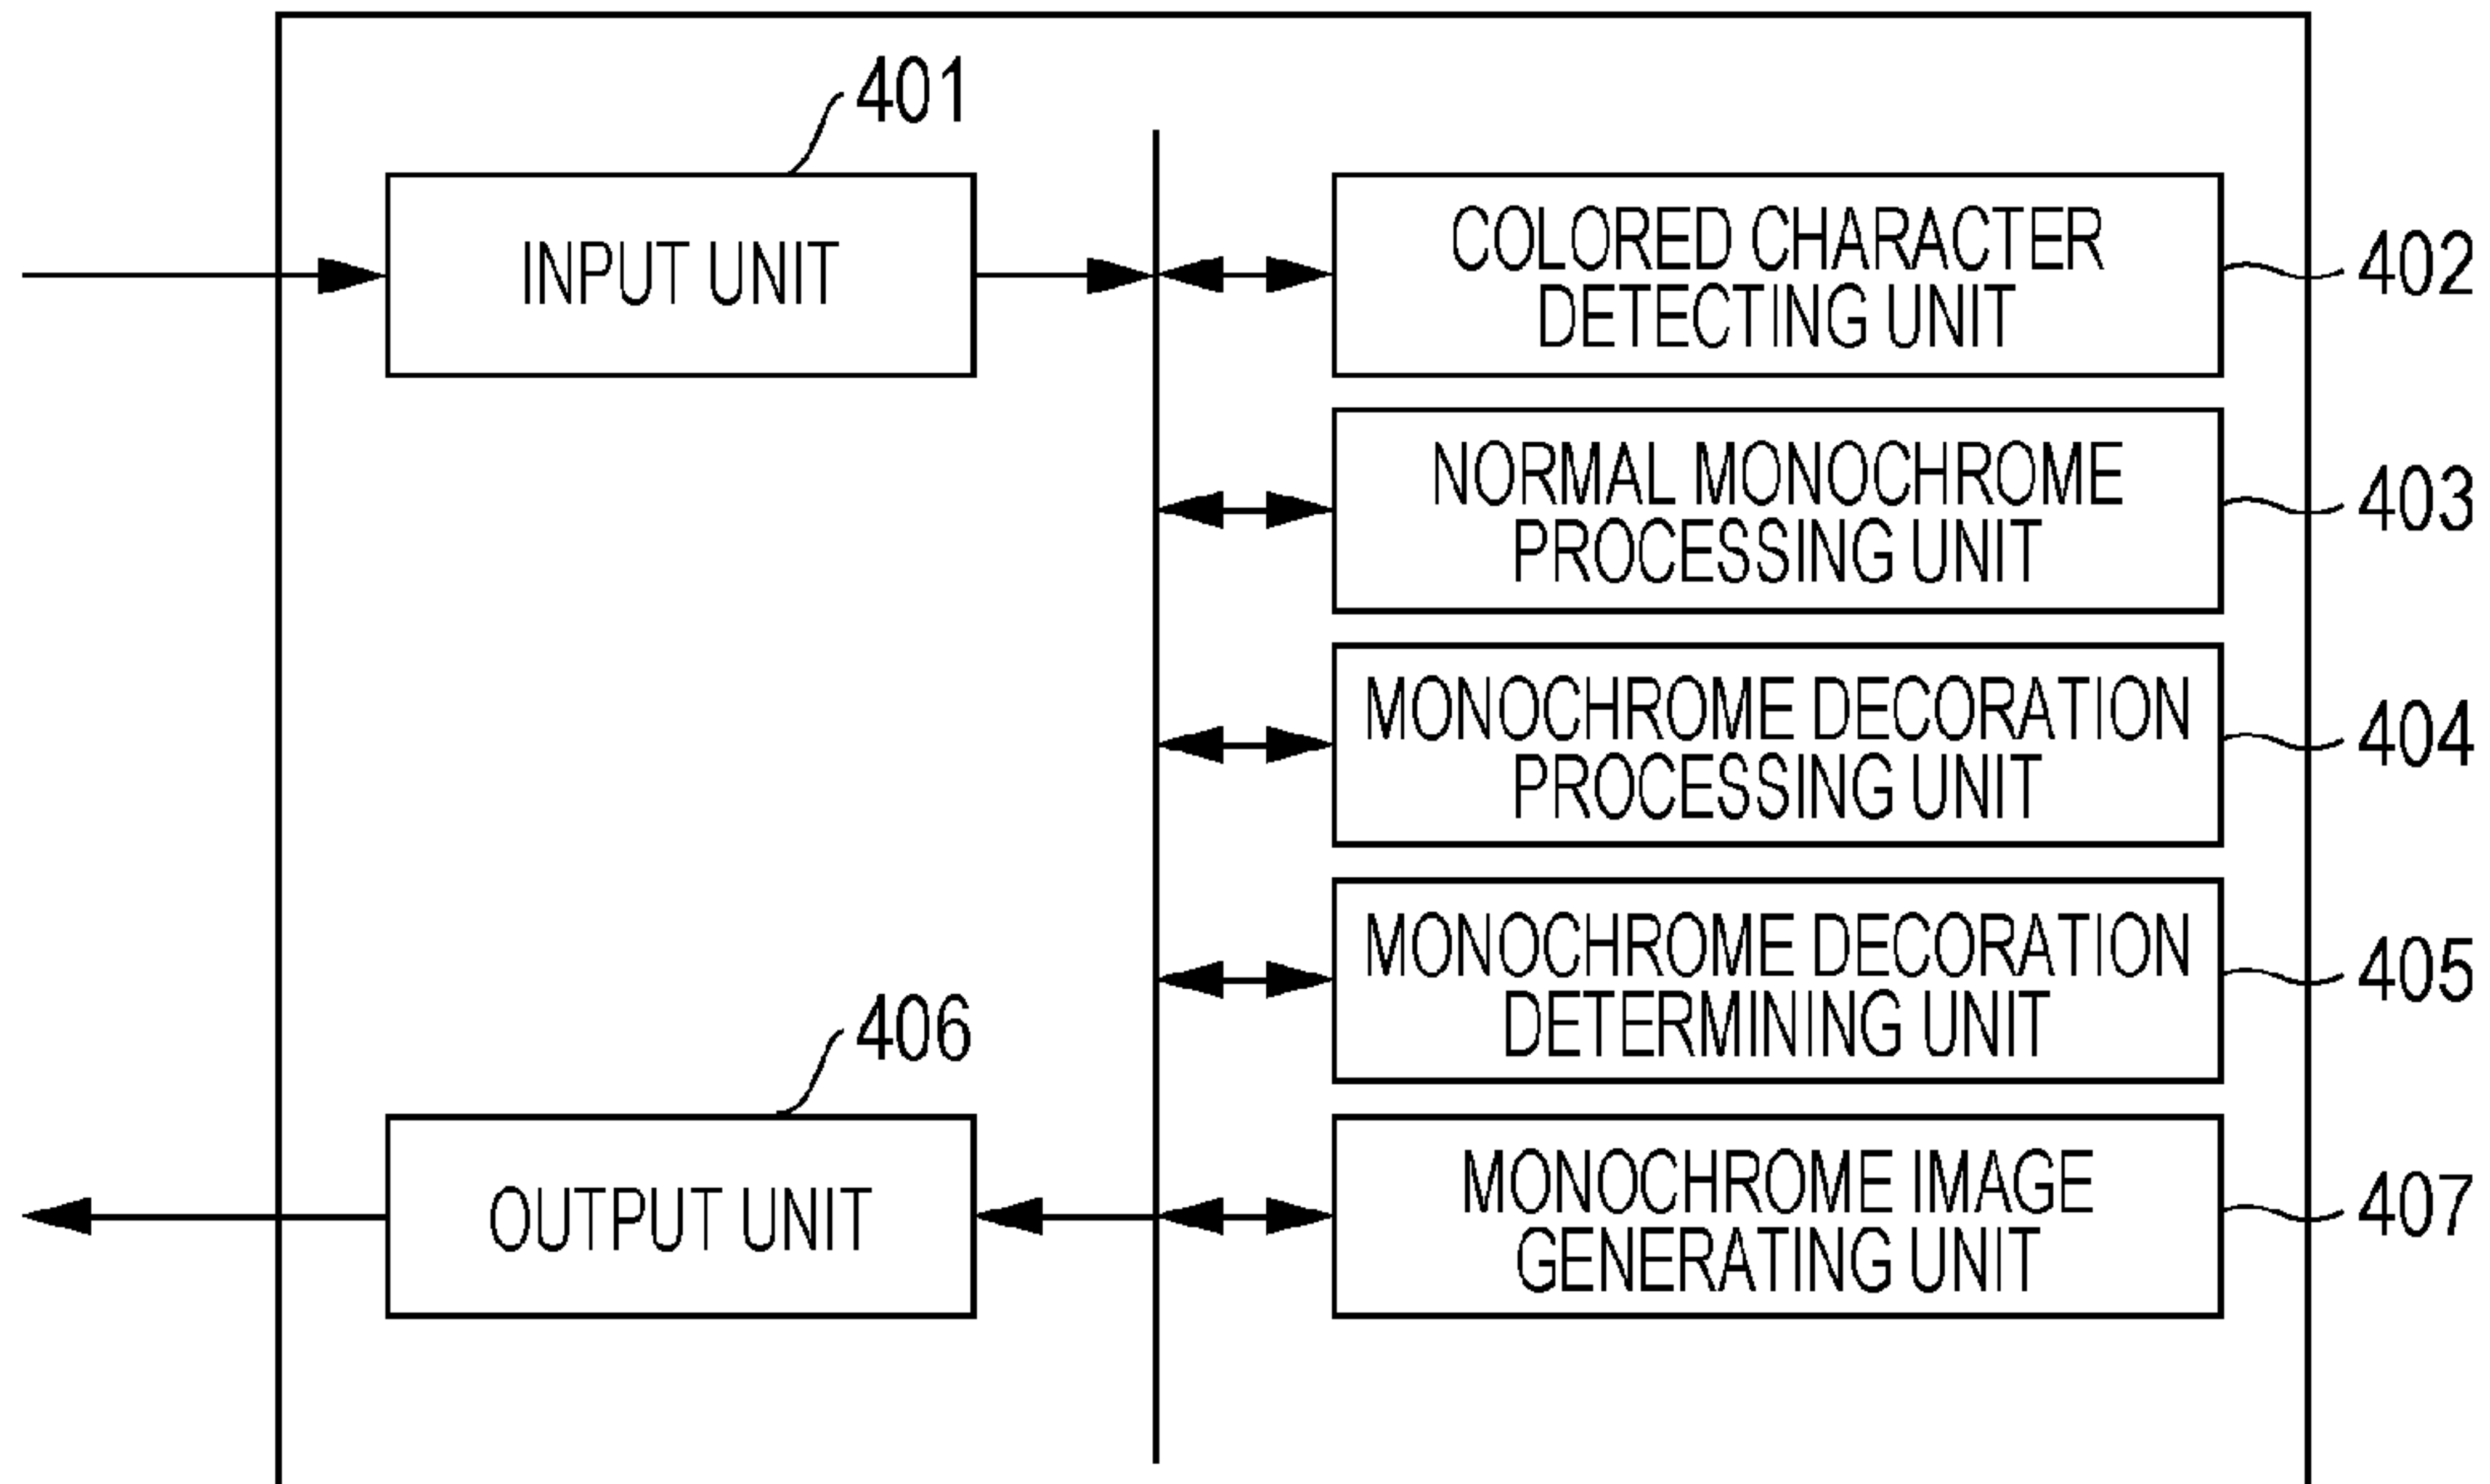 401
INPUT UNIT
COLORED CHARACTER
DETECTING UNIT
402
NORMAL MONOCHROME
PROCESSING UNIT
403
MONOCHROME DECORATION
PROCESSING UNIT
404
MONOCHROME DECORATION
DETERMINING UNIT
405
406
OUTPUT UNIT
MONOCHROME IMAGE
GENERATING UNIT
407